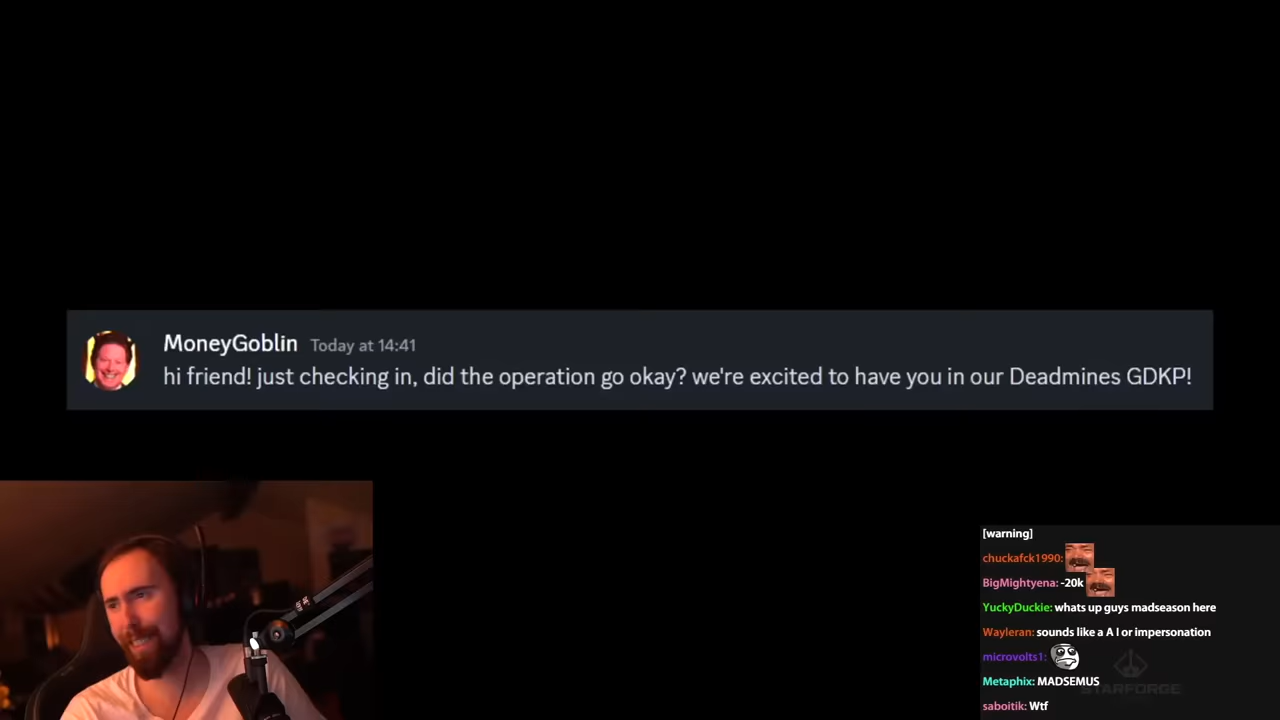 MoneyGoblin Today at 14:41
hi friend! just checking in, did the operation go okay? we're excited to have you in our Deadmines GDKP!
[warning]
chuckafck1990:
BigMightyena: -20k
YuckyDuckie: whats up guys madseason here
Wayleran: sounds like a A I or impersonation
microvolts1:
Metaphix: MADSEMUS
STARFORGE
saboitik: Wtf